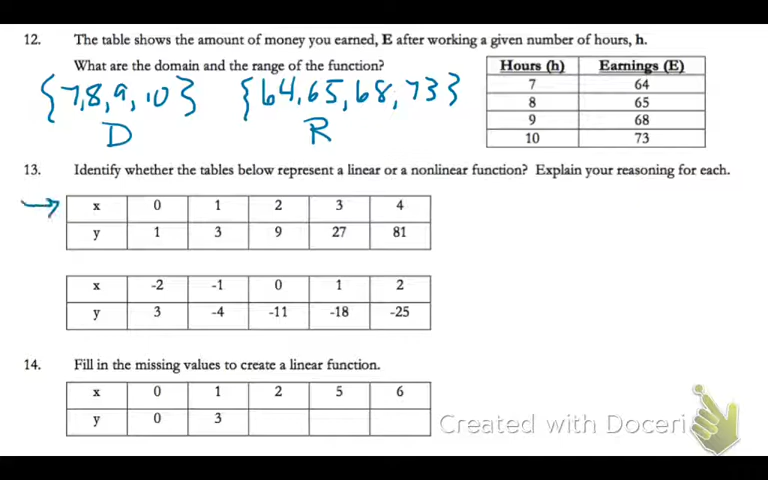 12. The table shows the amount of money you earned, E after working a given number of hours, h.
What are the domain and the range of the function?
{7,8,9,10} {64,65,68,73}
D R
Hours (h) Earnings (E)
7 64
8 65
9 68
10 73
13. Identify whether the tables below represent a linear or a nonlinear function? Explain your reasoning for each.
x 0 1 2 3 4
y 1 3 9 27 81
x -2 -1 0 1 2
y 3 -4 -11 -18 -25
14. Fill in the missing values to create a linear function.
x 0 1 2 5 6
y 0 3
Created with Doceri